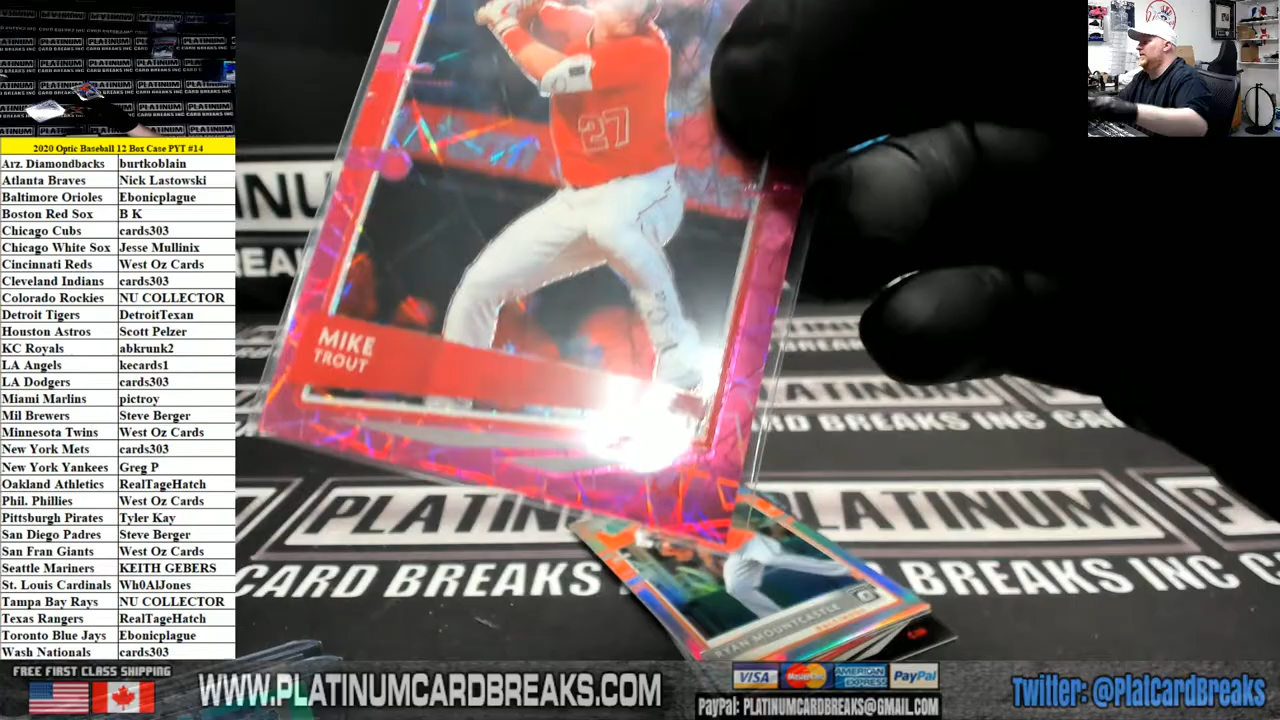 2020 Optic Baseball 12 Box Case PYT #14
Arz. Diamondbacks burtkoblain
Atlanta Braves Nick Lastowski
Baltimore Orioles Ebonicplague
Boston Red Sox B K
Chicago Cubs cards303
Chicago White Sox Jesse Mullinix
Cincinnati Reds West Oz Cards
Cleveland Indians cards303
Colorado Rockies NU COLLECTOR
Detroit Tigers DetroitTexan
Houston Astros Scott Pelzer
KC Royals abkrunk2
LA Angels kecards1
LA Dodgers cards303
Miami Marlins pictroy
Mil Brewers Steve Berger
Minnesota Twins West Oz Cards
New York Mets cards303
New York Yankees Greg P
Oakland Athletics RealTageHatch
Phil. Phillies West Oz Cards
Pittsburgh Pirates Tyler Kay
San Diego Padres Steve Berger
San Fran Giants West Oz Cards
Seattle Mariners KEITH GEBERS
St. Louis Cardinals Wh0AlJones
Tampa Bay Rays NU COLLECTOR
Texas Rangers RealTageHatch
Toronto Blue Jays Ebonicplague
Wash Nationals cards303
27
MIKE
TROUT
PLATINUM PLATINUM
CARD BREAKS INC CARD BREAKS INC
MOUNTCASTLE
FREE FIRST CLASS SHIPPING
WWW.PLATINUMCARDBREAKS.COM
VISA MasterCard AMERICAN EXPRESS PayPal
PayPal: PLATINUMCARDBREAKS@GMAIL.COM
Twitter: @PlatCardBreaks